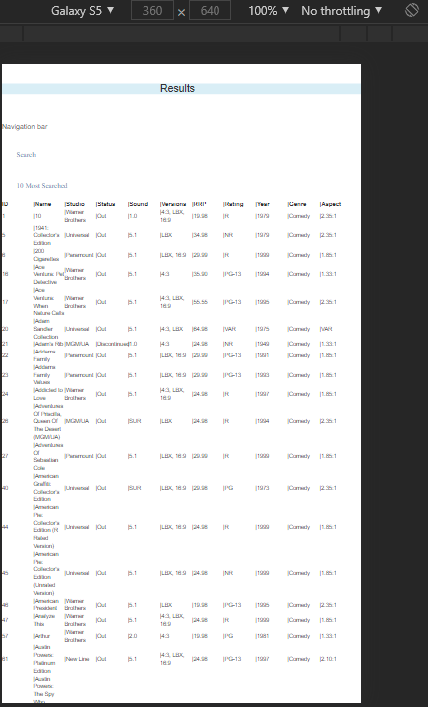 Galaxy S5 ▼ 360 × 640 100% ▼ No throttling ▼
Results
Navigation bar
Search
10 Most Searched
ID |Name |Studio |Status |Sound |Versions |RRP |Rating |Year |Genre |Aspect
1 |10 |Warner Brothers |Out |1.0 |4:3, LBX, 16:9 |19.98 |R |1979 |Comedy |2.35:1
5 |1941: Collector's Edition |Universal |Out |5.1 |LBX |34.98 |NR |1979 |Comedy |2.35:1
6 |200 Cigarettes |Paramount |Out |5.1 |LBX, 16:9 |29.99 |R |1999 |Comedy |1.85:1
16 |Ace Ventura: Pet Detective |Warner Brothers |Out |5.1 |4:3 |35.90 |PG-13 |1994 |Comedy |1.33:1
17 |Ace Ventura: When Nature Calls |Out |5.1 |4:3, LBX, 16:9 |55.55 |PG-13 |1995 |Comedy |2.35:1
20 |Adam Sandler Collection |Universal |Out |5.1 |4:3, LBX |64.98 |VAR |1975 |Comedy |VAR
21 |Adam's Rib |MGM/UA |Discontinued |1.0 |4:3 |24.98 |NR |1949 |Comedy |1.33:1
22 |Addams Family |Paramount |Out |5.1 |LBX, 16:9 |29.99 |PG-13 |1991 |Comedy |1.85:1
23 |Addams Family Values |Paramount |Out |5.1 |LBX, 16:9 |29.99 |PG-13 |1993 |Comedy |1.85:1
24 |Addicted to Love |Warner Brothers |Out |5.1 |4:3, LBX, 16:9 |24.98 |R |1997 |Comedy |1.85:1
26 |Adventures Of Priscilla, Queen Of The Desert (MGM/UA) |MGM/UA |Out |SUR |LBX |24.98 |R |1994 |Comedy |2.35:1
27 |Adventures Of Sebastian Cole |Paramount |Out |5.1 |LBX, 16:9 |29.99 |R |1999 |Comedy |1.85:1
40 |American Graffiti: Collector's Edition |Universal |Out |SUR |LBX, 16:9 |29.98 |PG |1973 |Comedy |2.35:1
44 |American Pie: Collector's Edition (R Rated Version) |Universal |Out |5.1 |LBX, 16:9 |24.98 |R |1999 |Comedy |1.85:1
45 |American Pie: Collector's Edition (Unrated Version) |Universal |Out |5.1 |LBX, 16:9 |24.98 |NR |1999 |Comedy |1.85:1
46 |American President |Warner Brothers |Out |5.1 |LBX |19.98 |PG-13 |1995 |Comedy |2.35:1
47 |Analyze This |Warner Brothers |Out |5.1 |4:3, LBX, 16:9 |24.98 |R |1999 |Comedy |1.85:1
57 |Arthur |Warner Brothers |Out |2.0 |4:3 |19.98 |PG |1981 |Comedy |1.33:1
61 |Austin Powers: Platinum Edition |New Line |Out |5.1 |4:3, LBX, 16:9 |24.98 |PG-13 |1997 |Comedy |2.10:1
|Austin Powers: The Spy Who